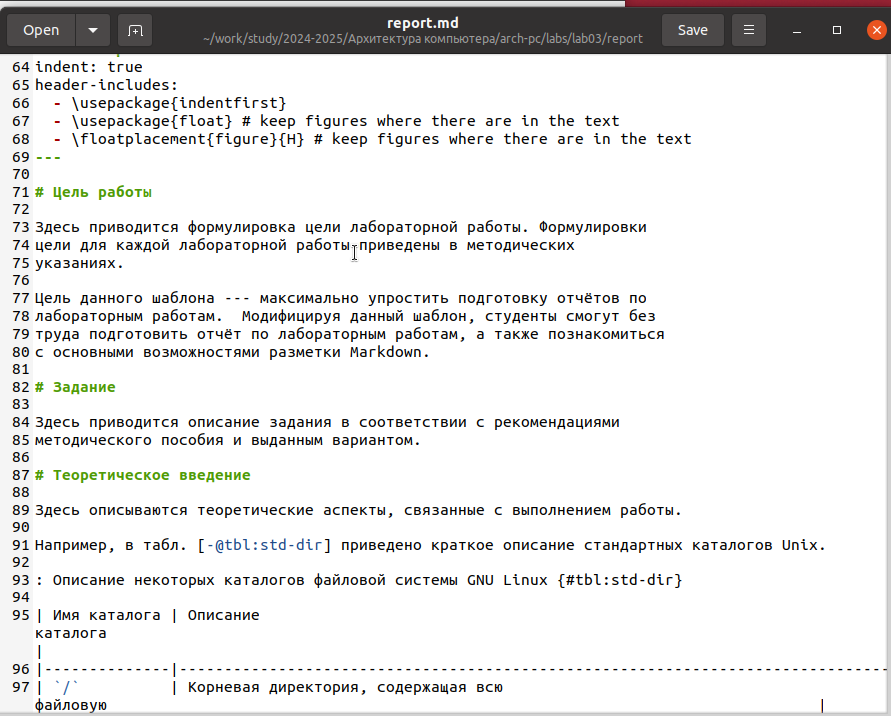 Open
report.md
~/work/study/2024-2025/Архитектура компьютера/arch-pc/labs/lab03/report
Save
64 indent: true
65 header-includes:
66   - \usepackage{indentfirst}
67   - \usepackage{float} # keep figures where there are in the text
68   - \floatplacement{figure}{H} # keep figures where there are in the text
69 ---
70
71 # Цель работы
72
73 Здесь приводится формулировка цели лабораторной работы. Формулировки
74 цели для каждой лабораторной работы приведены в методических
75 указаниях.
76
77 Цель данного шаблона --- максимально упростить подготовку отчётов по
78 лабораторным работам.  Модифицируя данный шаблон, студенты смогут без
79 труда подготовить отчёт по лабораторным работам, а также познакомиться
80 с основными возможностями разметки Markdown.
81
82 # Задание
83
84 Здесь приводится описание задания в соответствии с рекомендациями
85 методического пособия и выданным вариантом.
86
87 # Теоретическое введение
88
89 Здесь описываются теоретические аспекты, связанные с выполнением работы.
90
91 Например, в табл. [-@tbl:std-dir] приведено краткое описание стандартных каталогов Unix.
92
93 : Описание некоторых каталогов файловой системы GNU Linux {#tbl:std-dir}
94
95 | Имя каталога | Описание
каталога
|
96 |--------------|-------------------------------------------------------------------------------
97 | `/`          | Корневая директория, содержащая всю
файловую |